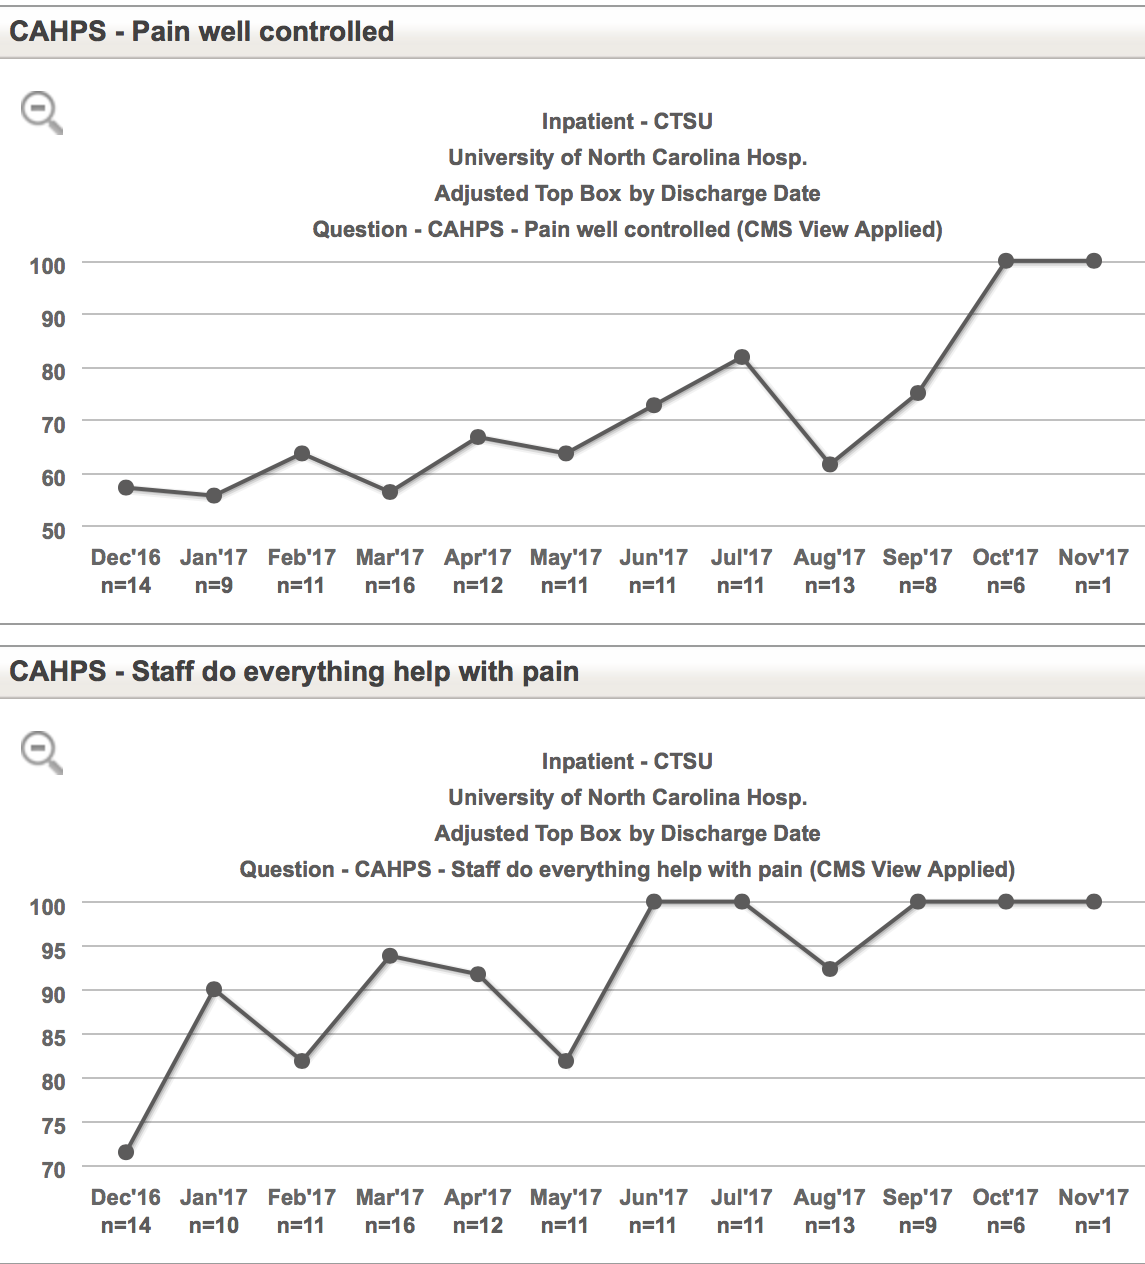 CAHPS - Pain well controlled
Inpatient - CTSU
University of North Carolina Hosp.
Adjusted Top Box by Discharge Date
Question - CAHPS - Pain well controlled (CMS View Applied)
100
90
80
70
60
50
Dec'16 Jan'17 Feb'17 Mar'17 Apr'17 May'17 Jun'17 Jul'17 Aug'17 Sep'17 Oct'17 Nov'17
n=14 n=9 n=11 n=16 n=12 n=11 n=11 n=11 n=13 n=8 n=6 n=1
CAHPS - Staff do everything help with pain
Inpatient - CTSU
University of North Carolina Hosp.
Adjusted Top Box by Discharge Date
Question - CAHPS - Staff do everything help with pain (CMS View Applied)
100
95
90
85
80
75
70
Dec'16 Jan'17 Feb'17 Mar'17 Apr'17 May'17 Jun'17 Jul'17 Aug'17 Sep'17 Oct'17 Nov'17
n=14 n=10 n=11 n=16 n=12 n=11 n=11 n=11 n=13 n=9 n=6 n=1